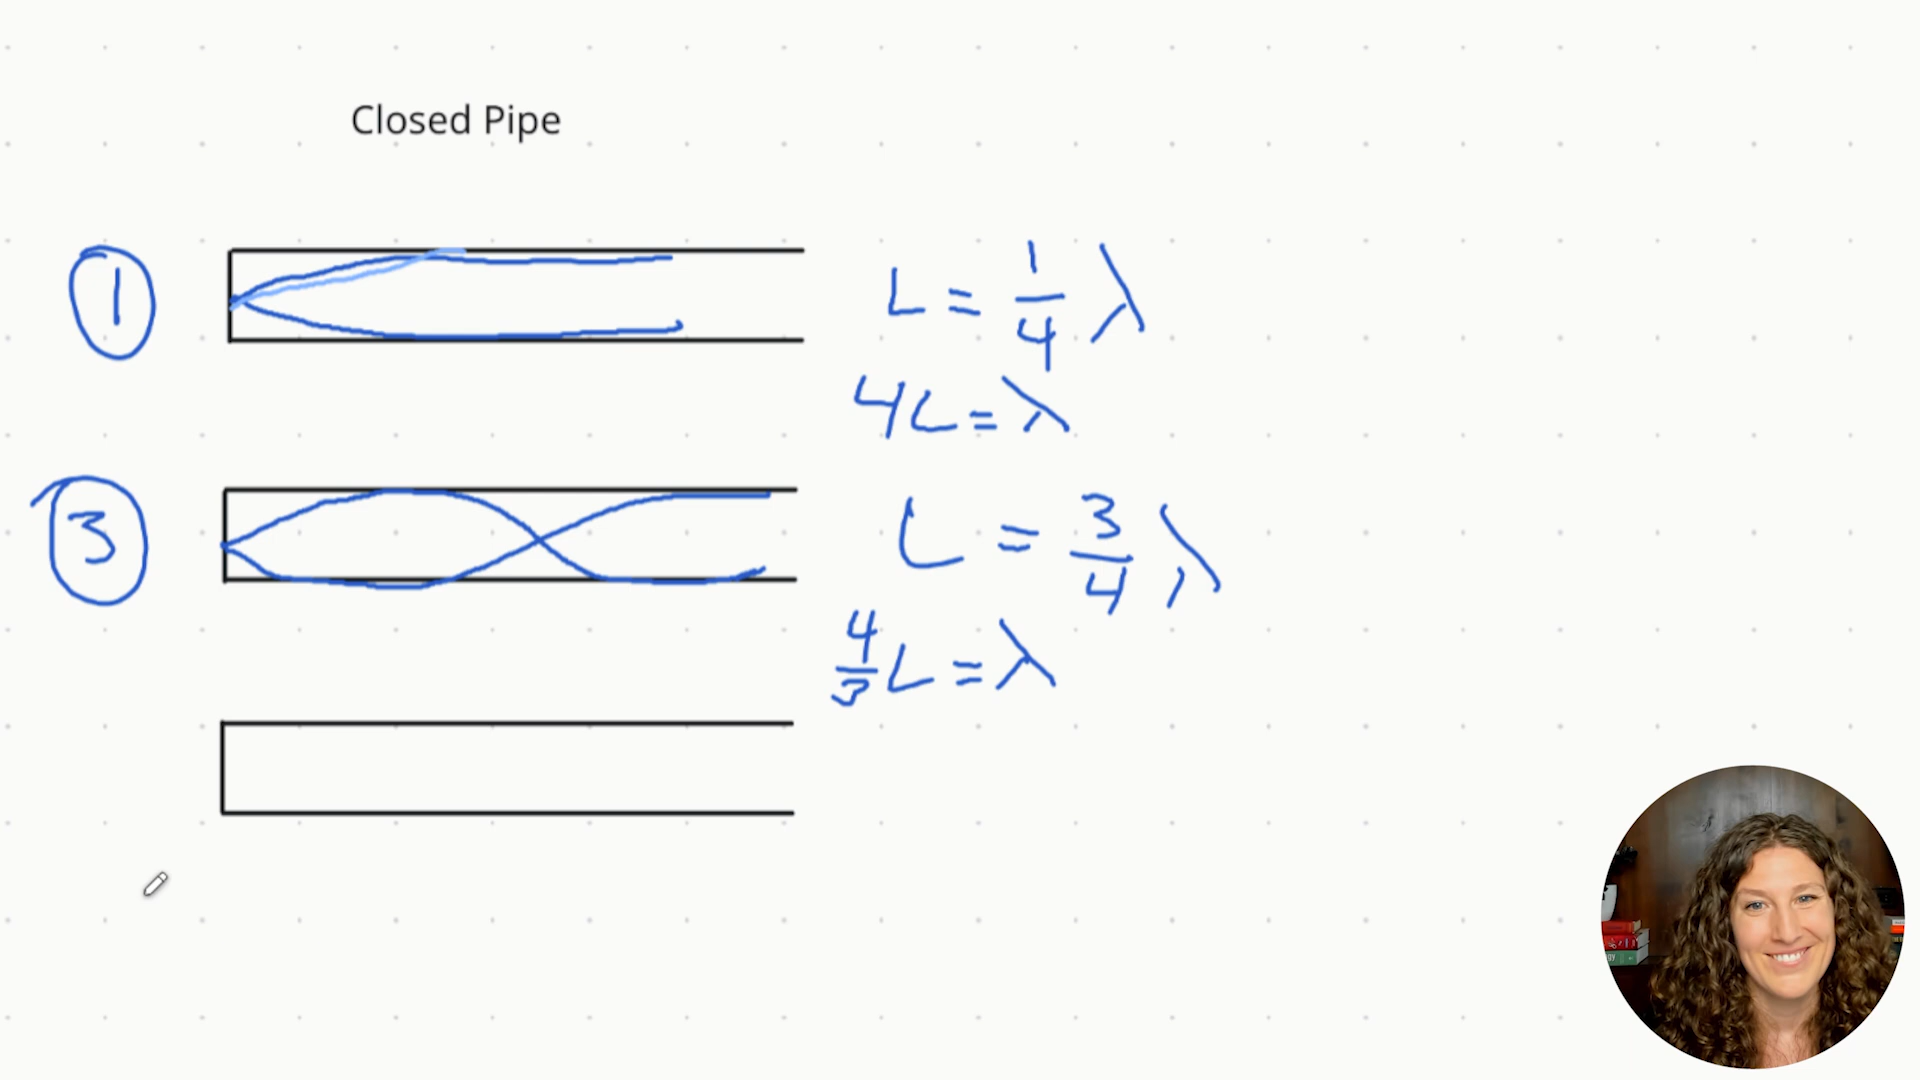 Closed Pipe
1
L = 1/4 λ
4L = λ
3
L = 3/4 λ
4/3 L = λ